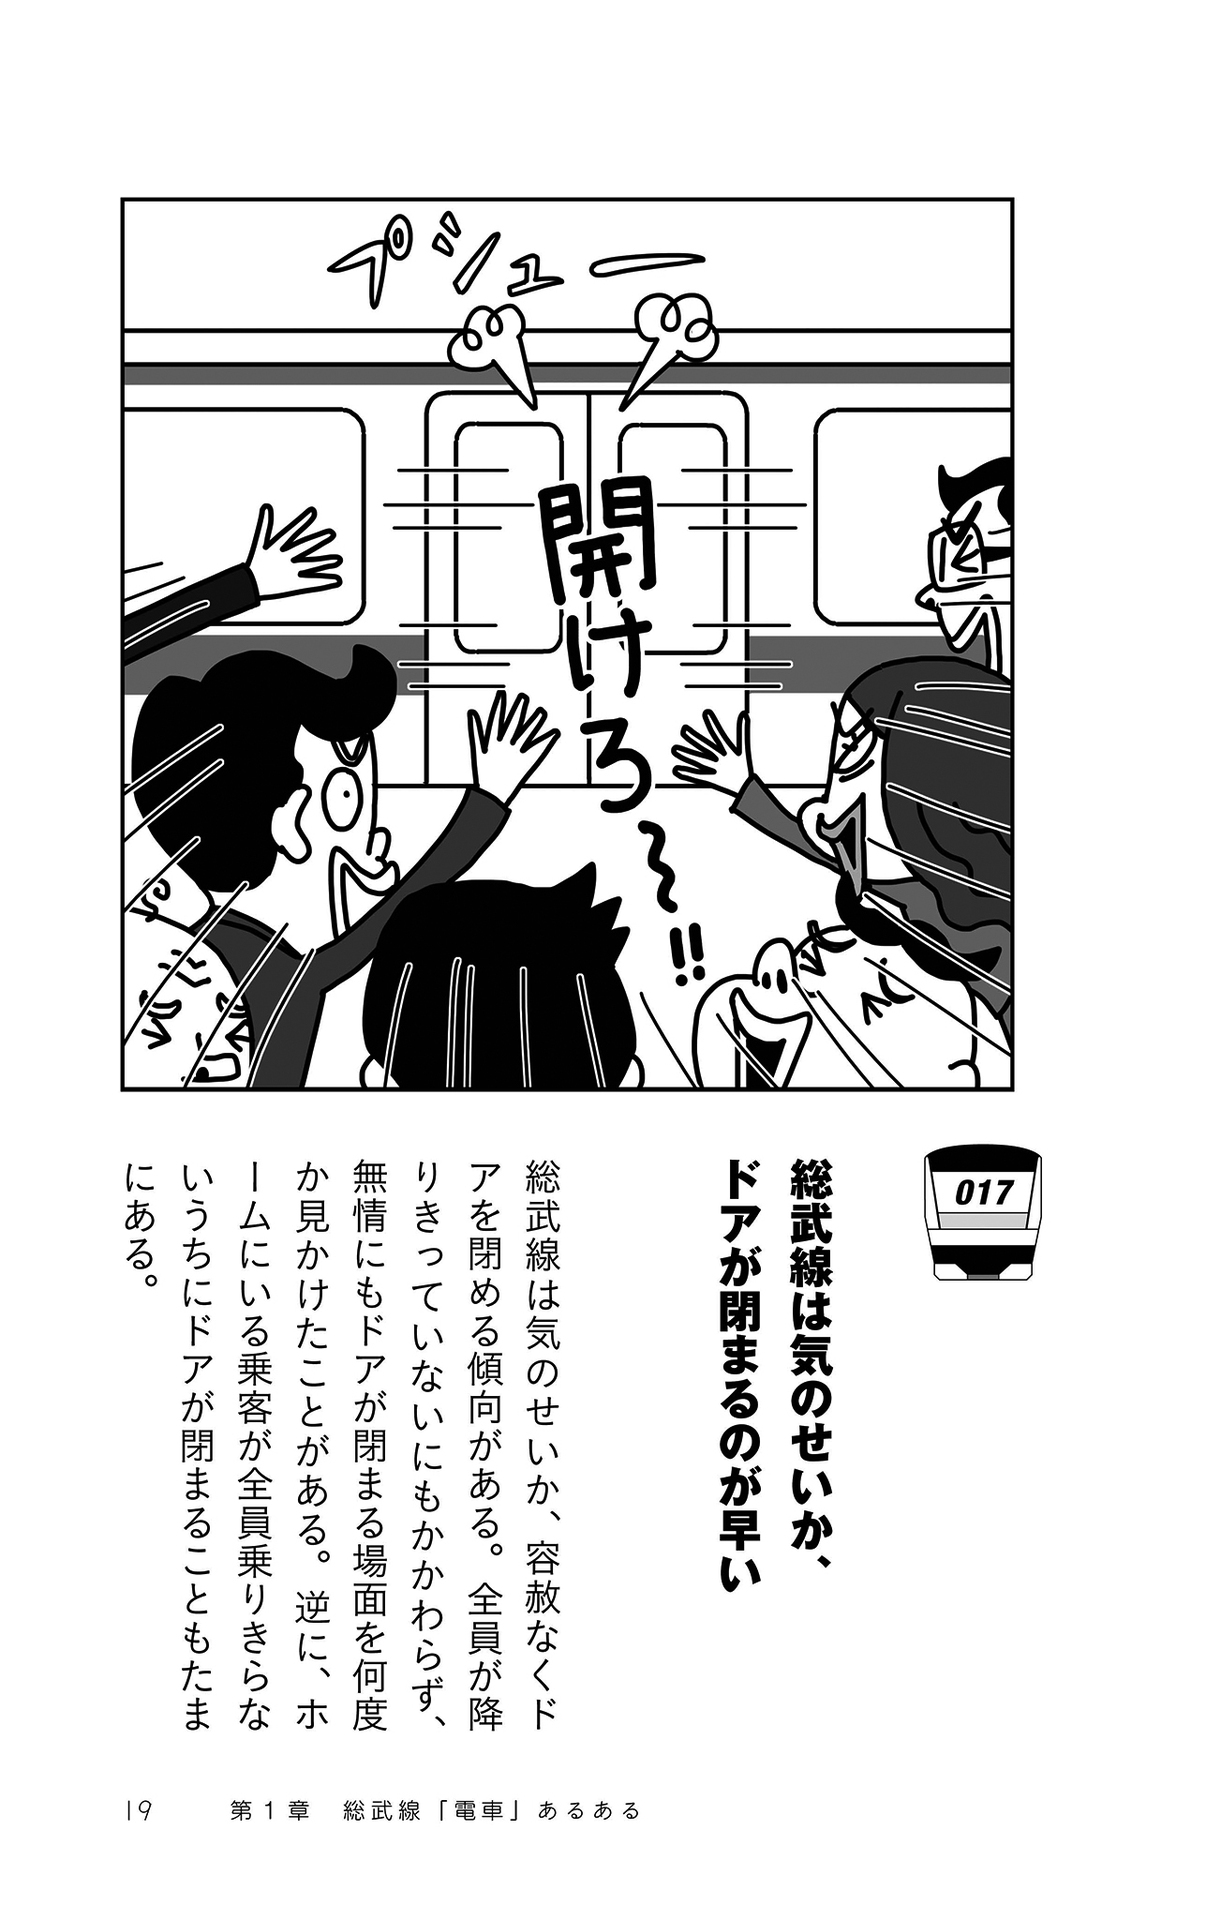 プシュー
開けろ〜!!
017
総武線は気のせいか、
ドアが閉まるのが早い
総武線は気のせいか、容赦なくド
アを閉める傾向がある。全員が降
りきっていないにもかかわらず、
無情にもドアが閉まる場面を何度
か見かけたことがある。逆に、ホ
ームにいる乗客が全員乗りきらな
いうちにドアが閉まることもたま
にある。
19　第1章　総武線「電車」あるある